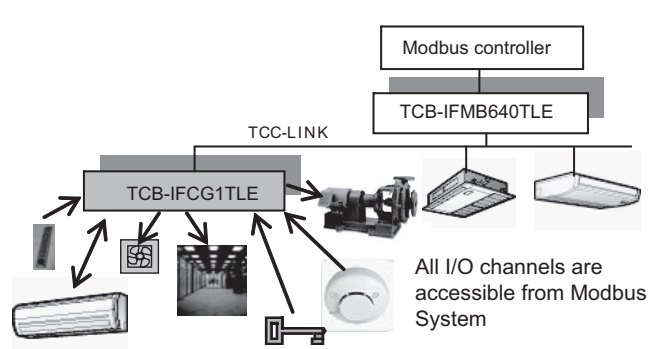 Modbus controller
TCB-IFMB640TLE
TCC-LINK
TCB-IFCG1TLE
All I/O channels are
accessible from Modbus
System